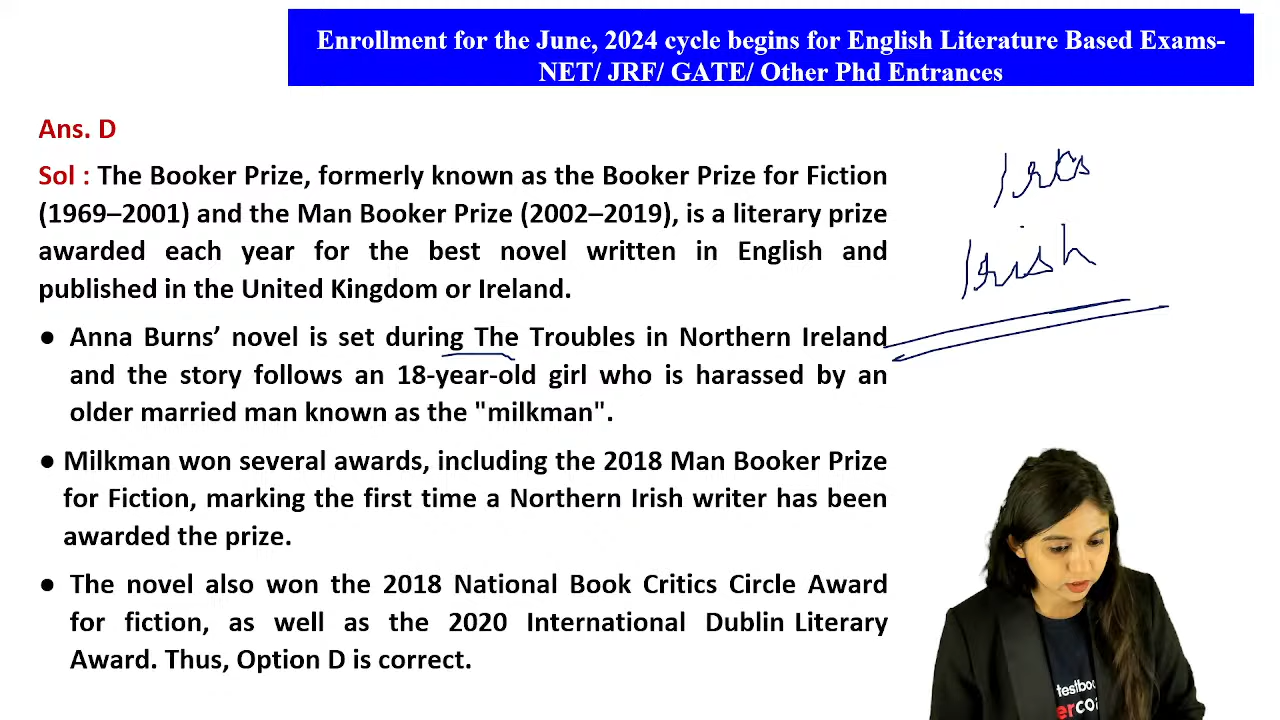 Enrollment for the June, 2024 cycle begins for English Literature Based Exams-
NET/ JRF/ GATE/ Other Phd Entrances
Ans. D
Sol : The Booker Prize, formerly known as the Booker Prize for Fiction
(1969–2001) and the Man Booker Prize (2002–2019), is a literary prize
awarded each year for the best novel written in English and
published in the United Kingdom or Ireland.
● Anna Burns’ novel is set during The Troubles in Northern Ireland
and the story follows an 18-year-old girl who is harassed by an
older married man known as the "milkman".
● Milkman won several awards, including the 2018 Man Booker Prize
for Fiction, marking the first time a Northern Irish writer has been
awarded the prize.
● The novel also won the 2018 National Book Critics Circle Award
for fiction, as well as the 2020 International Dublin Literary
Award. Thus, Option D is correct.
Irish
testboo
erco